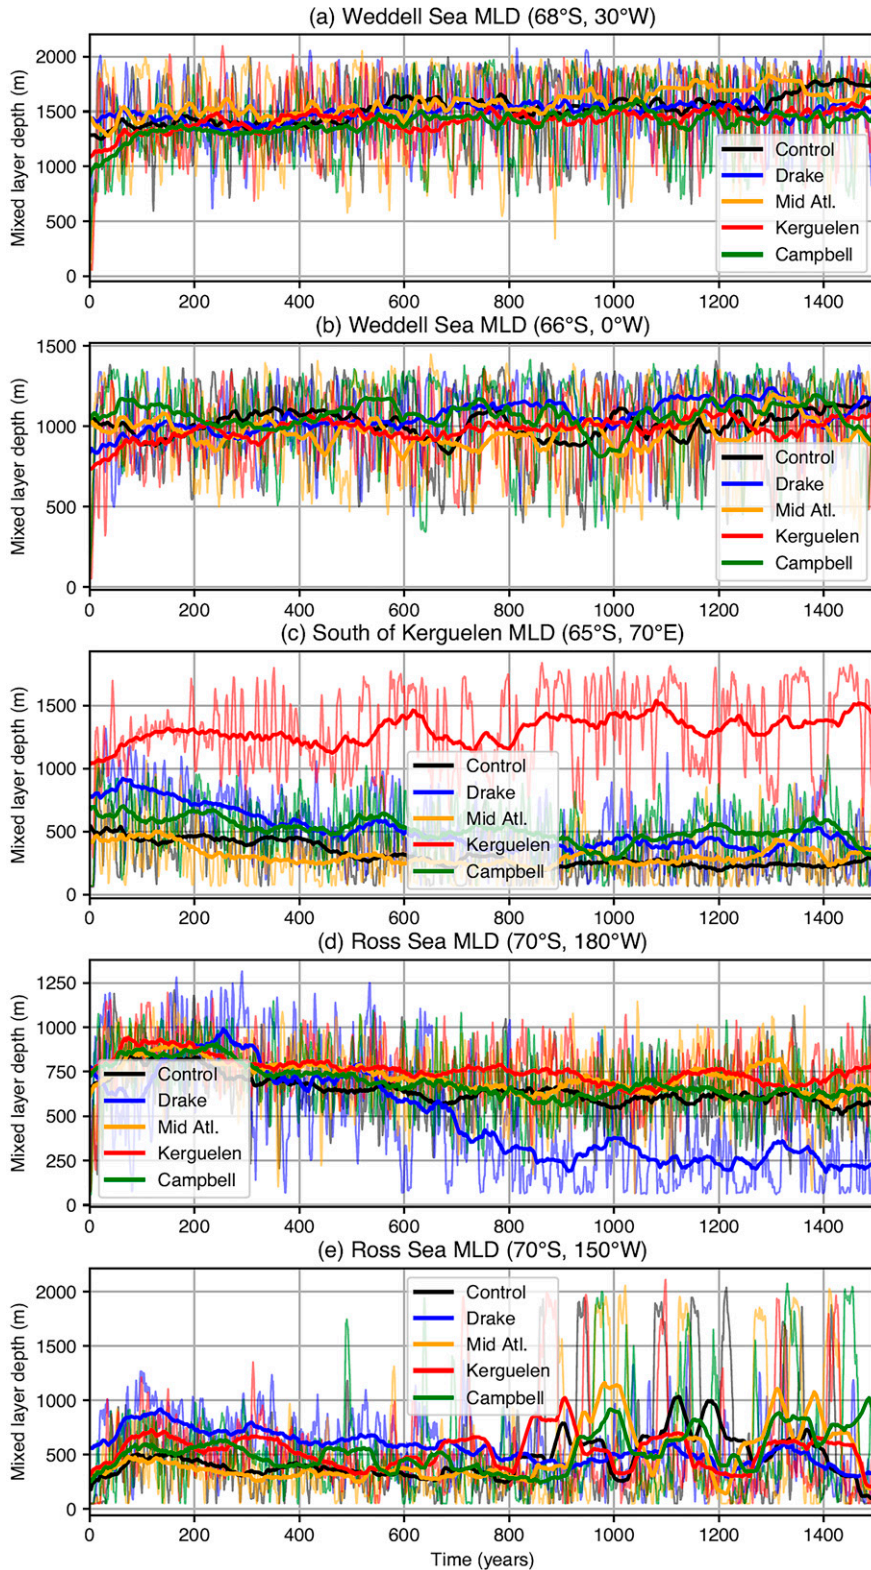 (a) Weddell Sea MLD (68°S, 30°W)
Mixed layer depth (m)
2000
1500
1000
500
0
Control
Drake
Mid Atl.
Kerguelen
Campbell
0 200 400 600 800 1000 1200 1400
(b) Weddell Sea MLD (66°S, 0°W)
Mixed layer depth (m)
1500
1000
500
0
Control
Drake
Mid Atl.
Kerguelen
Campbell
0 200 400 600 800 1000 1200 1400
(c) South of Kerguelen MLD (65°S, 70°E)
Mixed layer depth (m)
1500
1000
500
0
Control
Drake
Mid Atl.
Kerguelen
Campbell
0 200 400 600 800 1000 1200 1400
(d) Ross Sea MLD (70°S, 180°W)
Mixed layer depth (m)
1250
1000
750
500
250
0
Control
Drake
Mid Atl.
Kerguelen
Campbell
0 200 400 600 800 1000 1200 1400
(e) Ross Sea MLD (70°S, 150°W)
Mixed layer depth (m)
2000
1500
1000
500
0
Control
Drake
Mid Atl.
Kerguelen
Campbell
0 200 400 600 800 1000 1200 1400
Time (years)